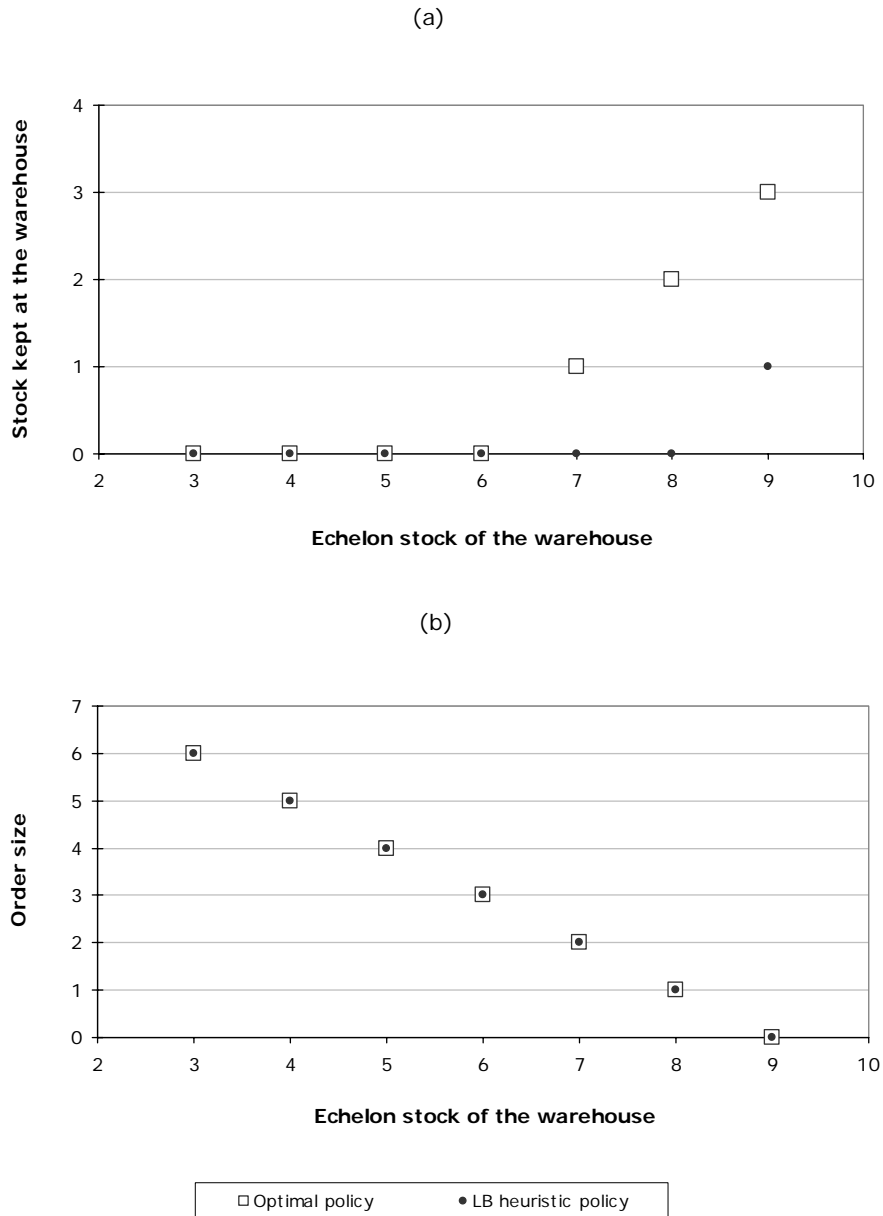 (a)
Stock kept at the warehouse
4
3
2
1
0
2 3 4 5 6 7 8 9 10
Echelon stock of the warehouse
(b)
Order size
7
6
5
4
3
2
1
0
2 3 4 5 6 7 8 9 10
Echelon stock of the warehouse
Optimal policy LB heuristic policy